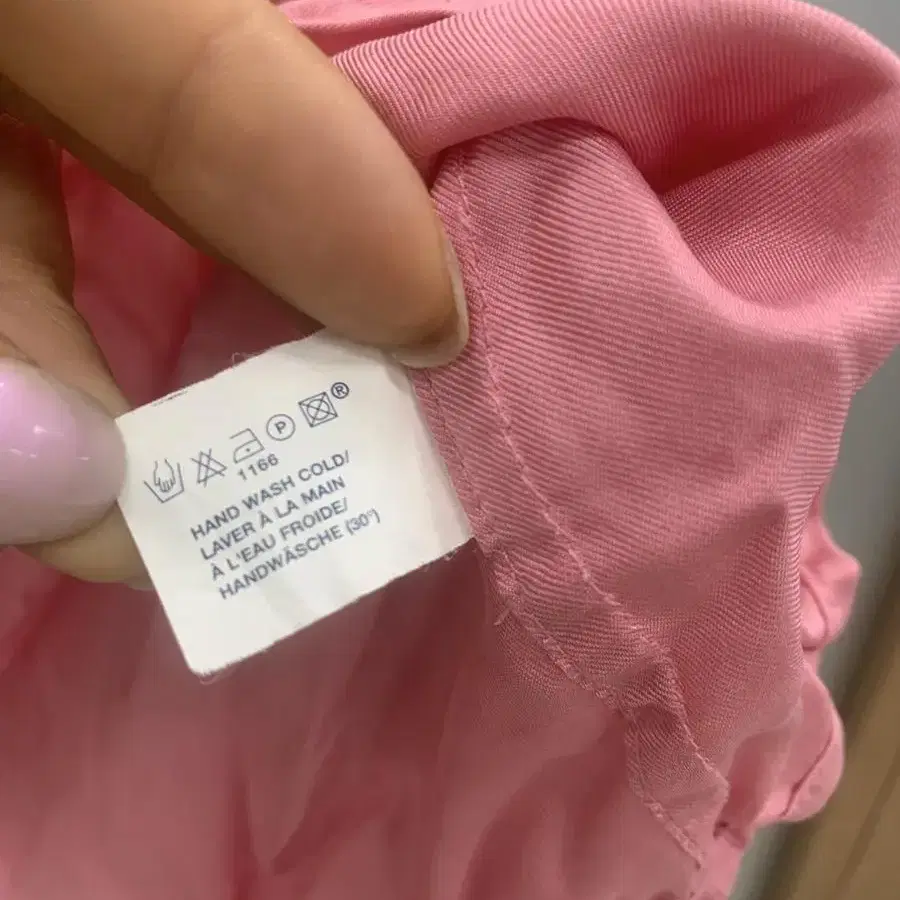 P ®
1166
HAND WASH COLD/
LAVER À LA MAIN
À L'EAU FROIDE/
HANDWÄSCHE (30°)